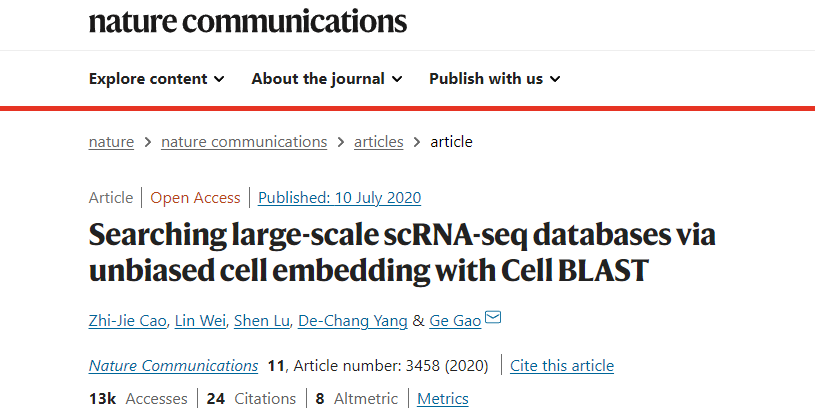 nature communications
Explore content About the journal Publish with us
nature > nature communications > articles > article
Article | Open Access | Published: 10 July 2020
Searching large-scale scRNA-seq databases via
unbiased cell embedding with Cell BLAST
Zhi-Jie Cao, Lin Wei, Shen Lu, De-Chang Yang & Ge Gao
Nature Communications 11, Article number: 3458 (2020) | Cite this article
13k Accesses | 24 Citations | 8 Altmetric | Metrics